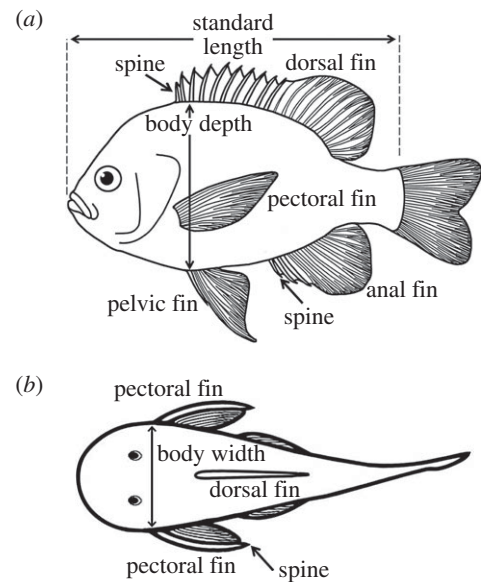 (a)
standard
length
spine
dorsal fin
body depth
pectoral fin
pelvic fin
spine
anal fin
(b)
pectoral fin
body width
dorsal fin
pectoral fin
spine